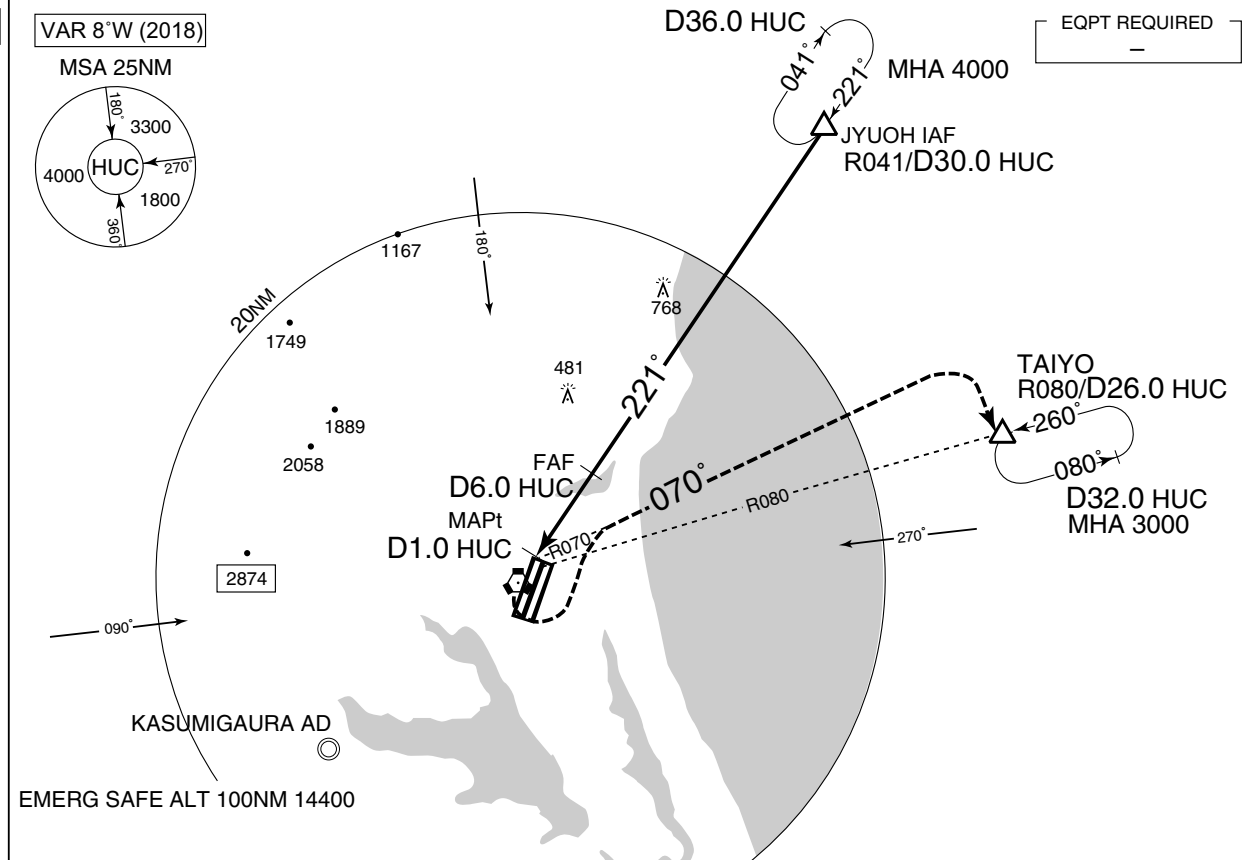 VAR 8°W (2018)
MSA 25NM
180°
3300
HUC
270°
4000
1800
360°
D36.0 HUC
041°
221°
MHA 4000
EQPT REQUIRED
–
JYUOH IAF
R041/D30.0 HUC
180°
1167
20NM
1749
768
481
221°
1889
2058
TAIYO
R080/D26.0 HUC
260°
080°
D32.0 HUC
MHA 3000
FAF
D6.0 HUC
070°
R080
MAPt
D1.0 HUC
R070
270°
2874
090°
KASUMIGAURA AD
EMERG SAFE ALT 100NM 14400